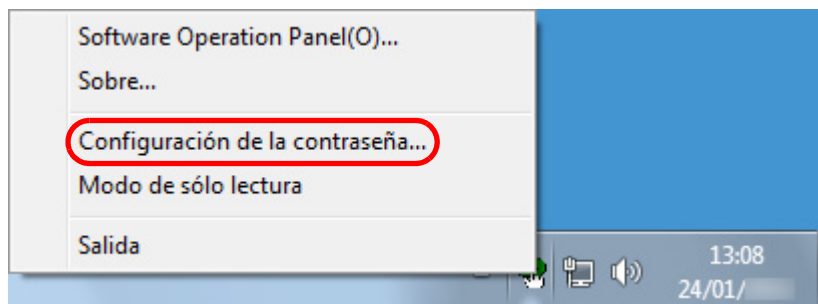 Software Operation Panel(O)...
Sobre...
Configuración de la contraseña...
Modo de sólo lectura
Salida
13:08
24/01/